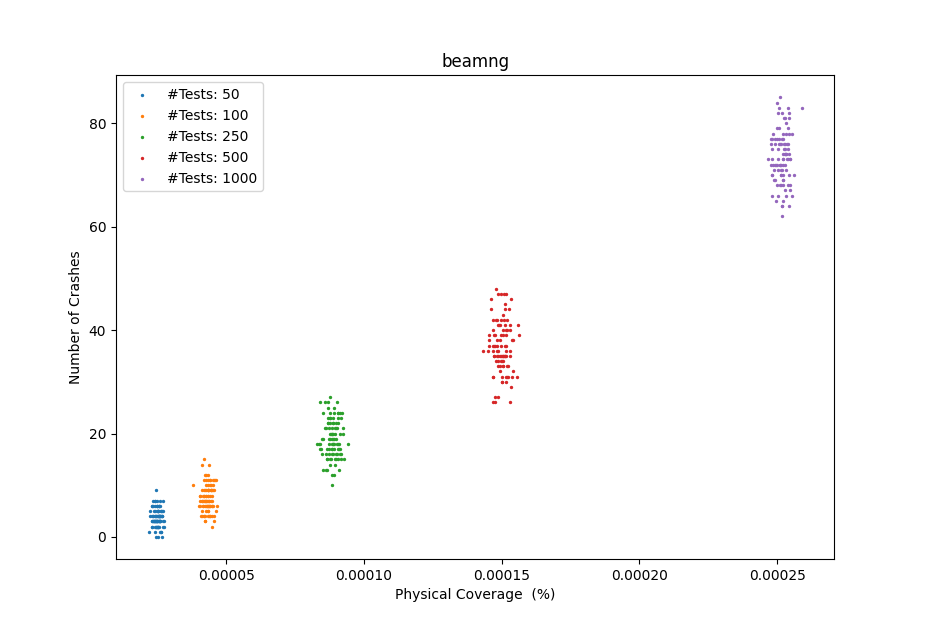 beamng
#Tests: 50
#Tests: 100
#Tests: 250
#Tests: 500
#Tests: 1000
Number of Crashes
80
60
40
20
0
0.00005
0.00010
0.00015
0.00020
0.00025
Physical Coverage  (%)